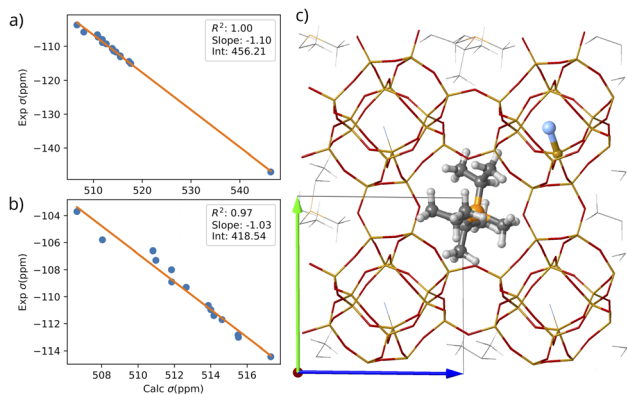 a)
Exp σ(ppm)
−110
−120
−130
−140
R²: 1.00
Slope: -1.10
Int: 456.21
510
520
530
540
b)
Exp σ(ppm)
−104
−106
−108
−110
−112
−114
R²: 0.97
Slope: -1.03
Int: 418.54
508
510
512
514
516
Calc σ(ppm)
c)